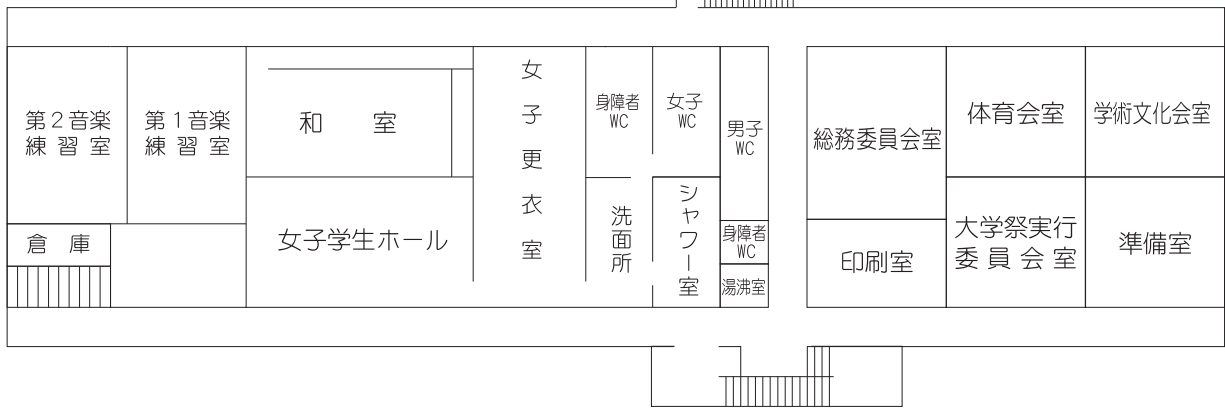 第２音楽
練習室
第１音楽
練習室
和室
女子更衣室
身障者
WC
女子
WC
男子
WC
総務委員会室
体育会室
学術文化会室
倉庫
女子学生ホール
洗面所
シャワー室
身障者
WC
湯沸室
印刷室
大学祭実行
委員会室
準備室